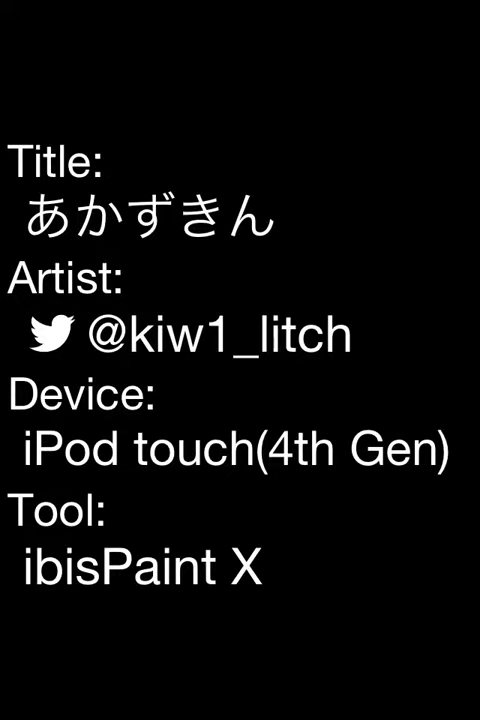 Title:
あかずきん
Artist:
@kiw1_litch
Device:
iPod touch(4th Gen)
Tool:
ibisPaint X